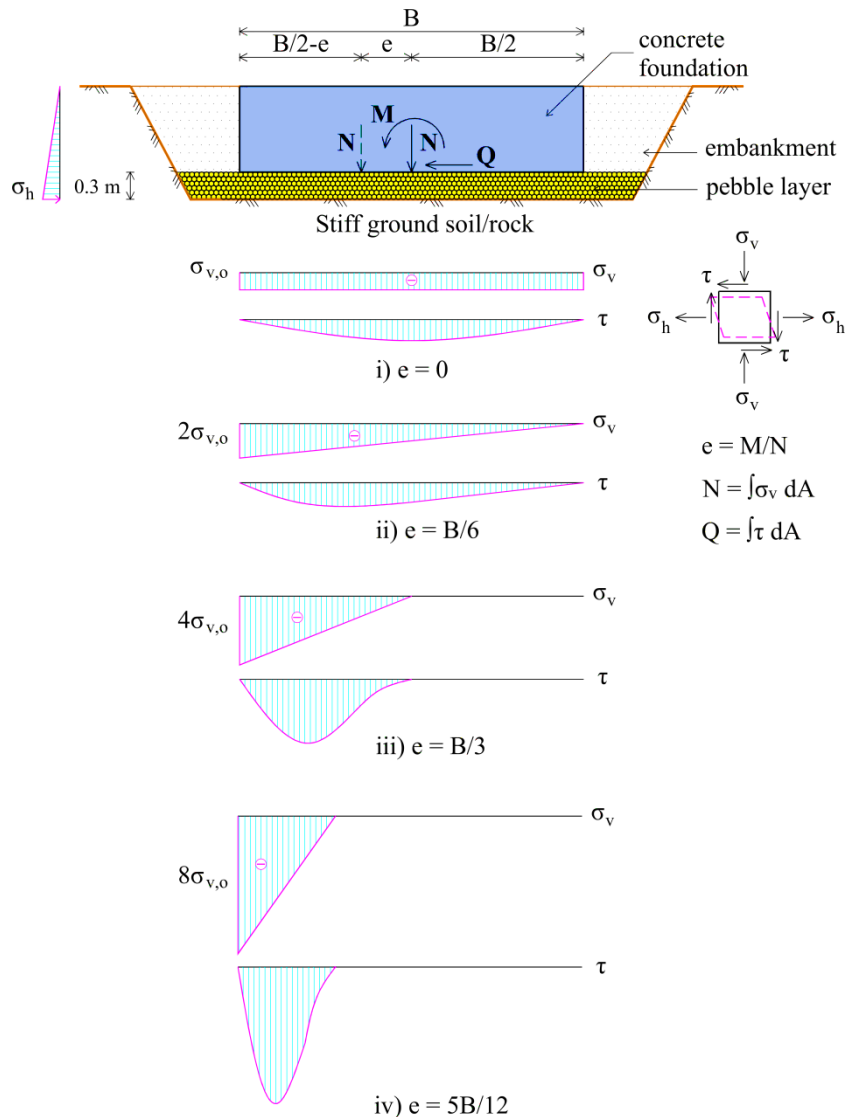 B
B/2-e e B/2
concrete
foundation
M
N N
Q
embankment
σh 0.3 m
pebble layer
Stiff ground soil/rock
σv
σv,o σv
τ
σh σh
τ
τ
i) e = 0
σv
2σv,o σv
e = M/N
τ
N = ∫σv dA
ii) e = B/6
Q = ∫τ dA
σv
4σv,o
τ
iii) e = B/3
σv
8σv,o
τ
iv) e = 5B/12